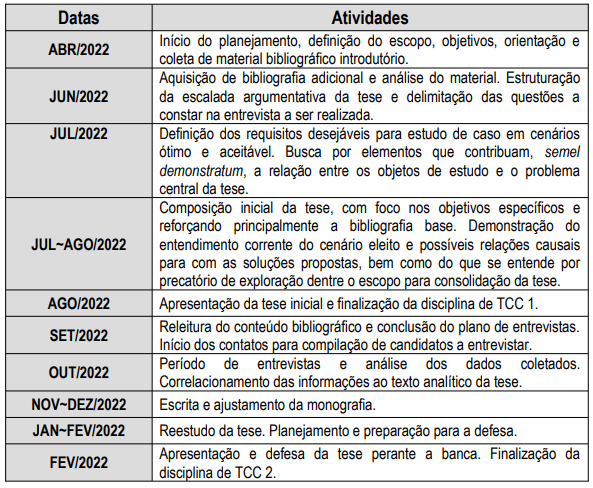 Datas Atividades
ABR/2022 Início do planejamento, definição do escopo, objetivos, orientação e
coleta de material bibliográfico introdutório.
JUN/2022 Aquisição de bibliografia adicional e análise do material. Estruturação
da escalada argumentativa da tese e delimitação das questões a
constar na entrevista a ser realizada.
JUL/2022 Definição dos requisitos desejáveis para estudo de caso em cenários
ótimo e aceitável. Busca por elementos que contribuam, semel
demonstratum, a relação entre os objetos de estudo e o problema
central da tese.
JUL~AGO/2022 Composição inicial da tese, com foco nos objetivos específicos e
reforçando principalmente a bibliografia base. Demonstração do
entendimento corrente do cenário eleito e possíveis relações causais
para com as soluções propostas, bem como do que se entende por
precatório de exploração dentre o escopo para consolidação da tese.
AGO/2022 Apresentação da tese inicial e finalização da disciplina de TCC 1.
SET/2022 Releitura do conteúdo bibliográfico e conclusão do plano de entrevistas.
Início dos contatos para compilação de candidatos a entrevistar.
OUT/2022 Período de entrevistas e análise dos dados coletados.
Correlacionamento das informações ao texto analítico da tese.
NOV~DEZ/2022 Escrita e ajustamento da monografia.
JAN~FEV/2022 Reestudo da tese. Planejamento e preparação para a defesa.
FEV/2022 Apresentação e defesa da tese perante a banca. Finalização da
disciplina de TCC 2.